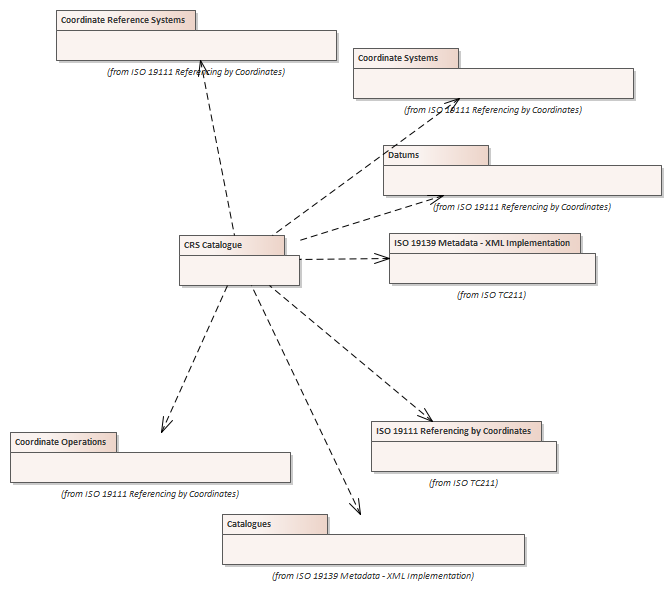 Coordinate Reference Systems
(from ISO 19111 Referencing by Coordinates)
Coordinate Systems
(from ISO 19111 Referencing by Coordinates)
Datums
(from ISO 19111 Referencing by Coordinates)
CRS Catalogue
ISO 19139 Metadata - XML Implementation
(from ISO TC211)
ISO 19111 Referencing by Coordinates
(from ISO TC211)
Coordinate Operations
(from ISO 19111 Referencing by Coordinates)
Catalogues
(from ISO 19139 Metadata - XML Implementation)